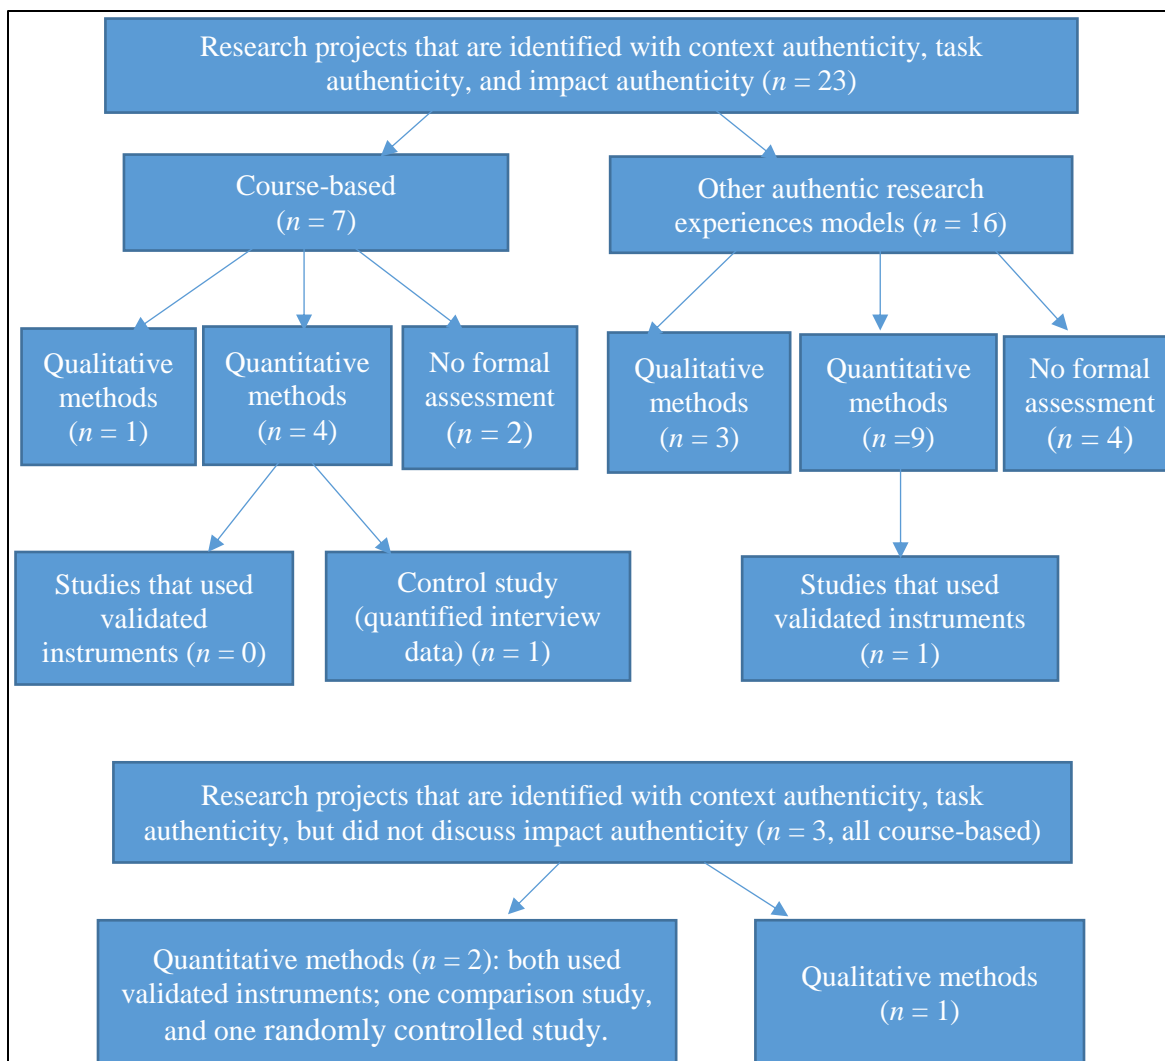 Research projects that are identified with context authenticity, task
authenticity, and impact authenticity (n = 23)
Course-based
(n = 7)
Other authentic research
experiences models (n = 16)
Qualitative
methods
(n = 1)
Quantitative
methods
(n = 4)
No formal
assessment
(n = 2)
Qualitative
methods
(n = 3)
Quantitative
methods
(n =9)
No formal
assessment
(n = 4)
Studies that used
validated
instruments (n = 0)
Control study
(quantified interview
data) (n = 1)
Studies that used
validated instruments
(n = 1)
Research projects that are identified with context authenticity, task
authenticity, but did not discuss impact authenticity (n = 3, all course-based)
Quantitative methods (n = 2): both used
validated instruments; one comparison study,
and one randomly controlled study.
Qualitative methods
(n = 1)